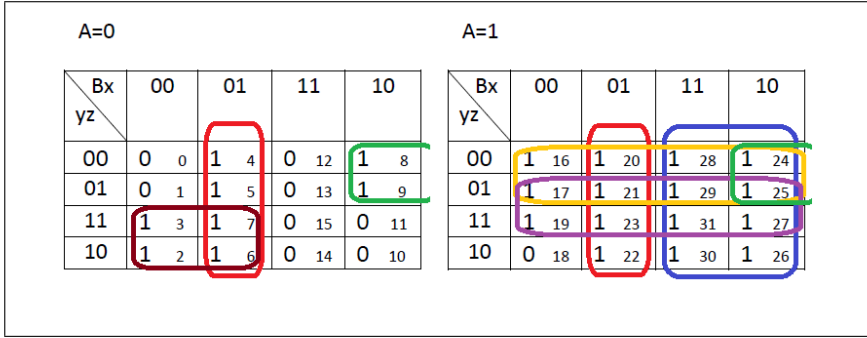 A=0 A=1
Bx 00 01 11 10 Bx 00 01 11 10
yz yz
00 0 0 1 4 0 12 1 8 00 1 16 1 20 1 28 1 24
01 0 1 1 5 0 13 1 9 01 1 17 1 21 1 29 1 25
11 1 3 1 7 0 15 0 11 11 1 19 1 23 1 31 1 27
10 1 2 1 6 0 14 0 10 10 0 18 1 22 1 30 1 26